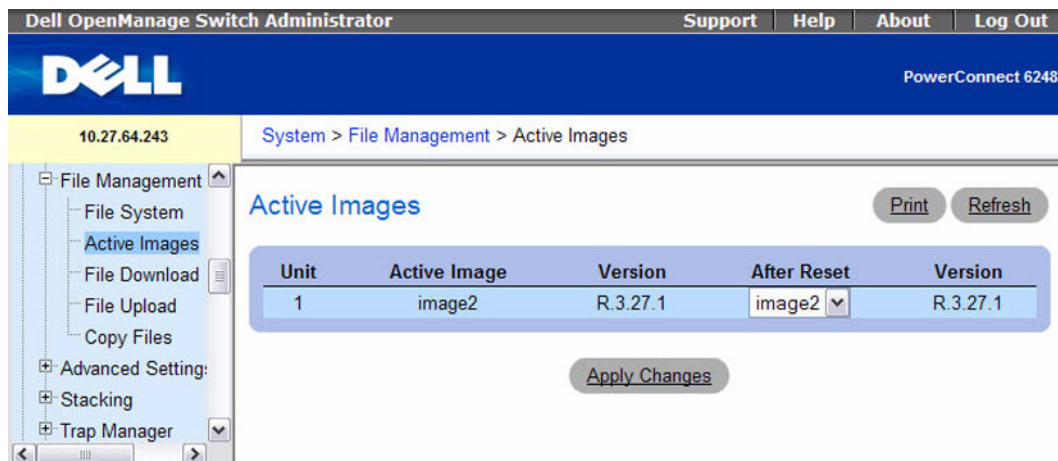 Dell OpenManage Switch Administrator
Support
Help
About
Log Out
DELL
PowerConnect 6248
10.27.64.243
System > File Management > Active Images
File Management
File System
Active Images
File Download
File Upload
Copy Files
Advanced Setting
Stacking
Trap Manager
Active Images
Print
Refresh
Unit Active Image Version After Reset Version
1 image2 R.3.27.1 image2 R.3.27.1
Apply Changes